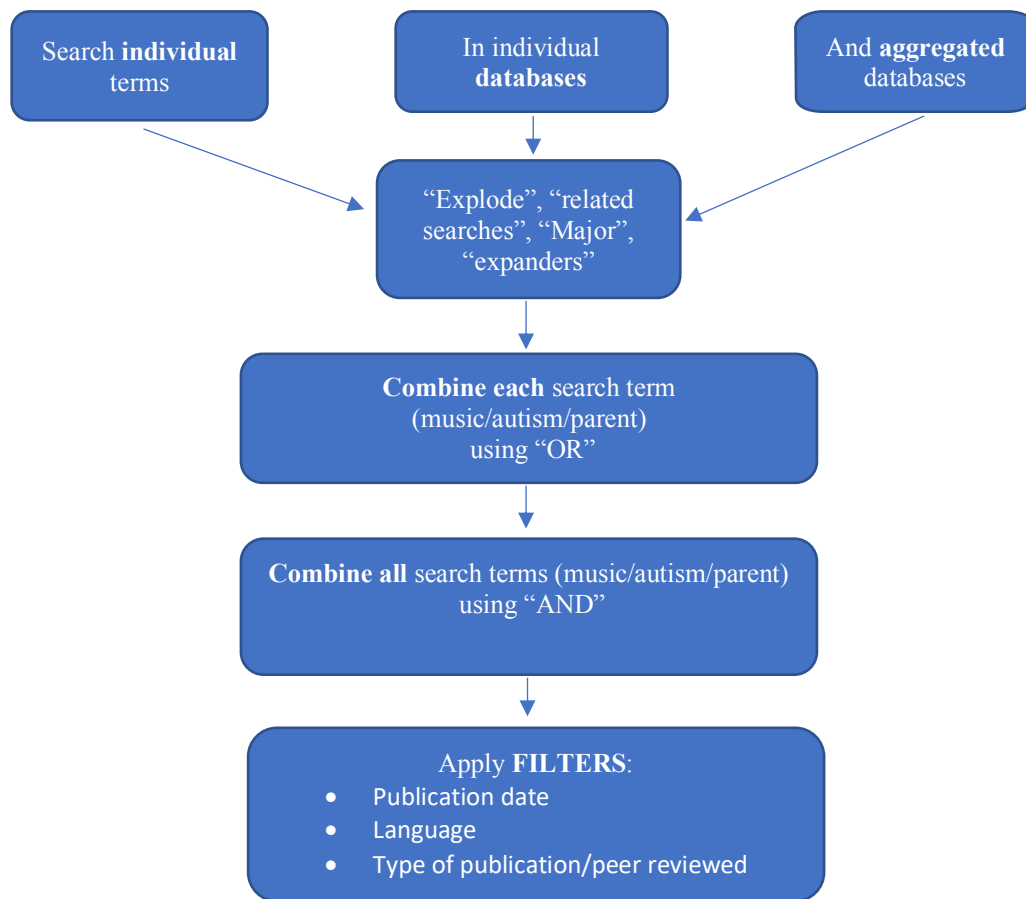 Search individual
terms
In individual
databases
And aggregated
databases
“Explode”, “related
searches”, “Major”,
“expanders”
Combine each search term
(music/autism/parent)
using “OR”
Combine all search terms (music/autism/parent)
using “AND”
Apply FILTERS:
• Publication date
• Language
• Type of publication/peer reviewed